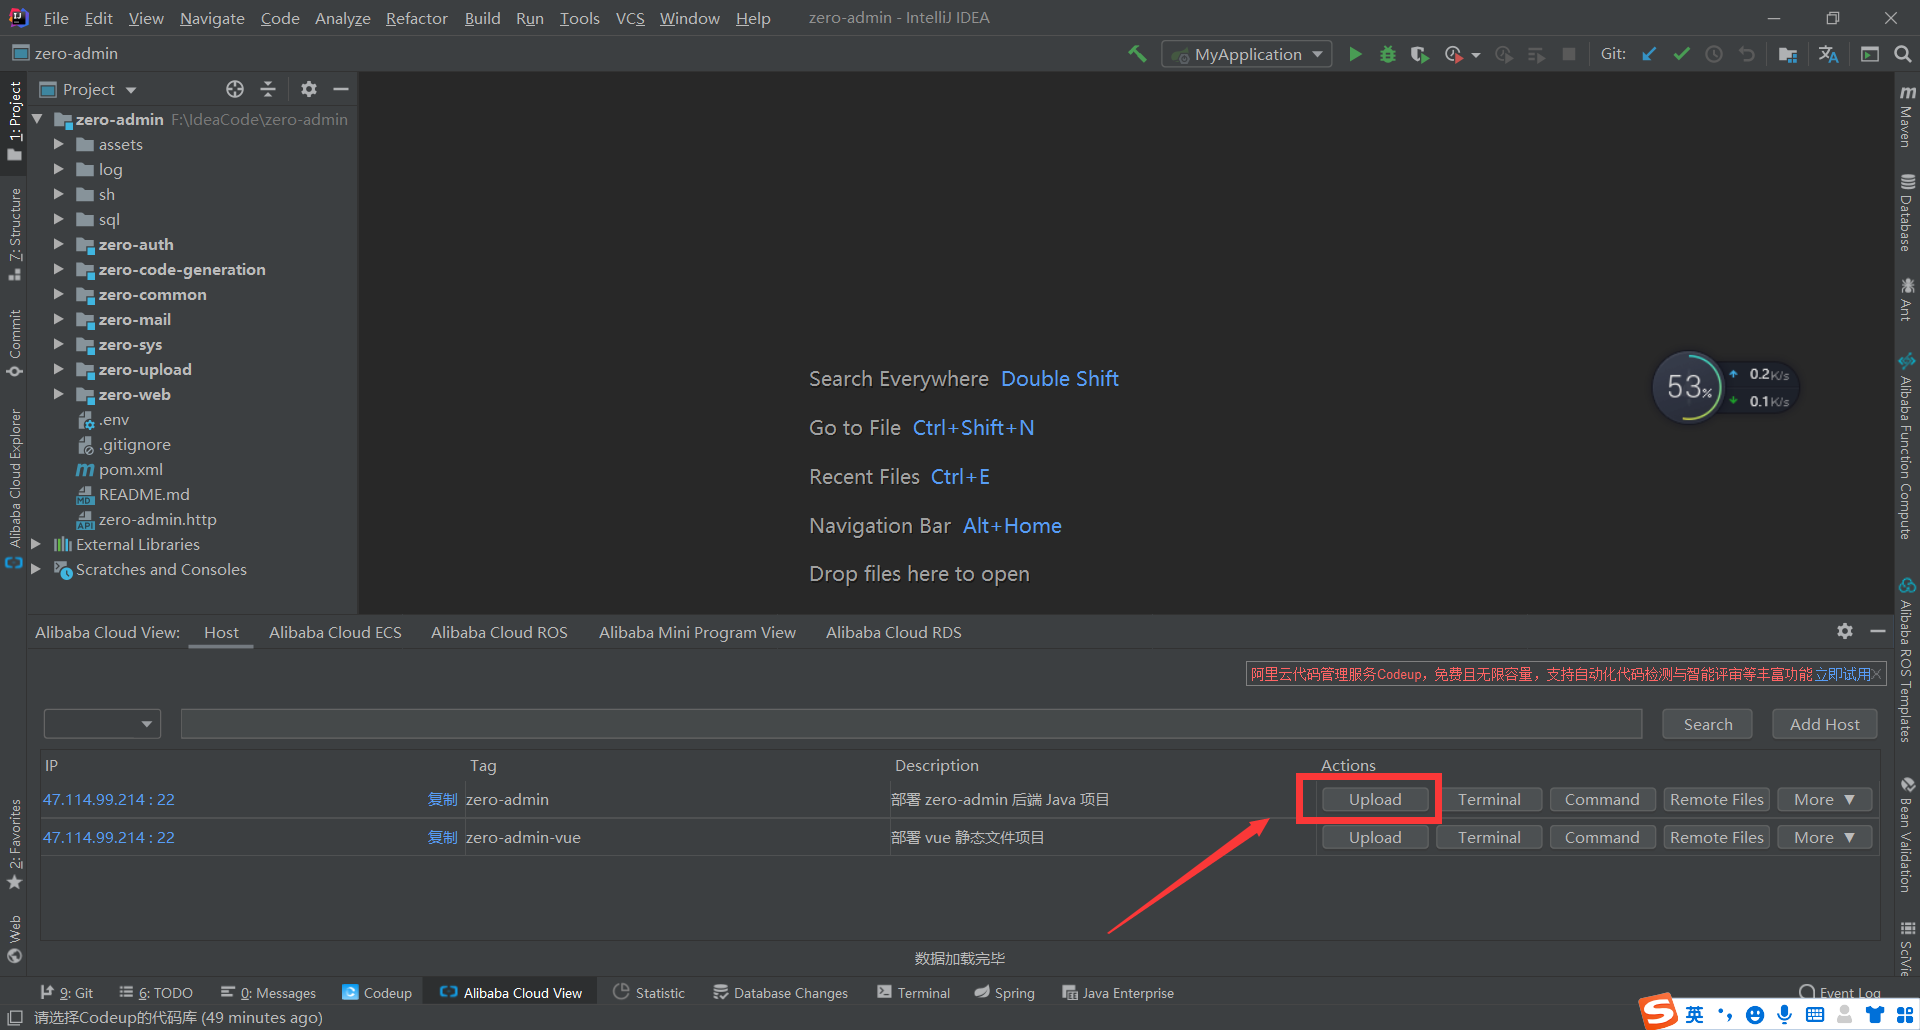 File Edit View Navigate Code Analyze Refactor Build Run Tools VCS Window Help zero-admin - IntelliJ IDEA
zero-admin
MyApplication
Git:
1: Project
7: Structure
Commit
Alibaba Cloud Explorer
2: Favorites
Web
Project
zero-admin F:\IdeaCode\zero-admin
assets
log
sh
sql
zero-auth
zero-code-generation
zero-common
zero-mail
zero-sys
zero-upload
zero-web
.env
.gitignore
pom.xml
README.md
zero-admin.http
External Libraries
Scratches and Consoles
Search Everywhere Double Shift
Go to File Ctrl+Shift+N
Recent Files Ctrl+E
Navigation Bar Alt+Home
Drop files here to open
53%
0.2K/s
0.1K/s
Maven
Database
Ant
Alibaba Function Compute
Alibaba ROS Templates
Bean Validation
SciVie
Alibaba Cloud View: Host Alibaba Cloud ECS Alibaba Cloud ROS Alibaba Mini Program View Alibaba Cloud RDS
阿里云代码管理服务Codeup，免费且无限容量，支持自动化代码检测与智能评审等丰富功能 立即试用
Search Add Host
IP Tag Description Actions
47.114.99.214 : 22 复制 zero-admin 部署 zero-admin 后端 Java 项目 Upload Terminal Command Remote Files More ▼
47.114.99.214 : 22 复制 zero-admin-vue 部署 vue 静态文件项目 Upload Terminal Command Remote Files More ▼
数据加载完毕
9: Git 6: TODO 0: Messages Codeup Alibaba Cloud View Statistic Database Changes Terminal Spring Java Enterprise Event Log
请选择Codeup的代码库 (49 minutes ago)
英